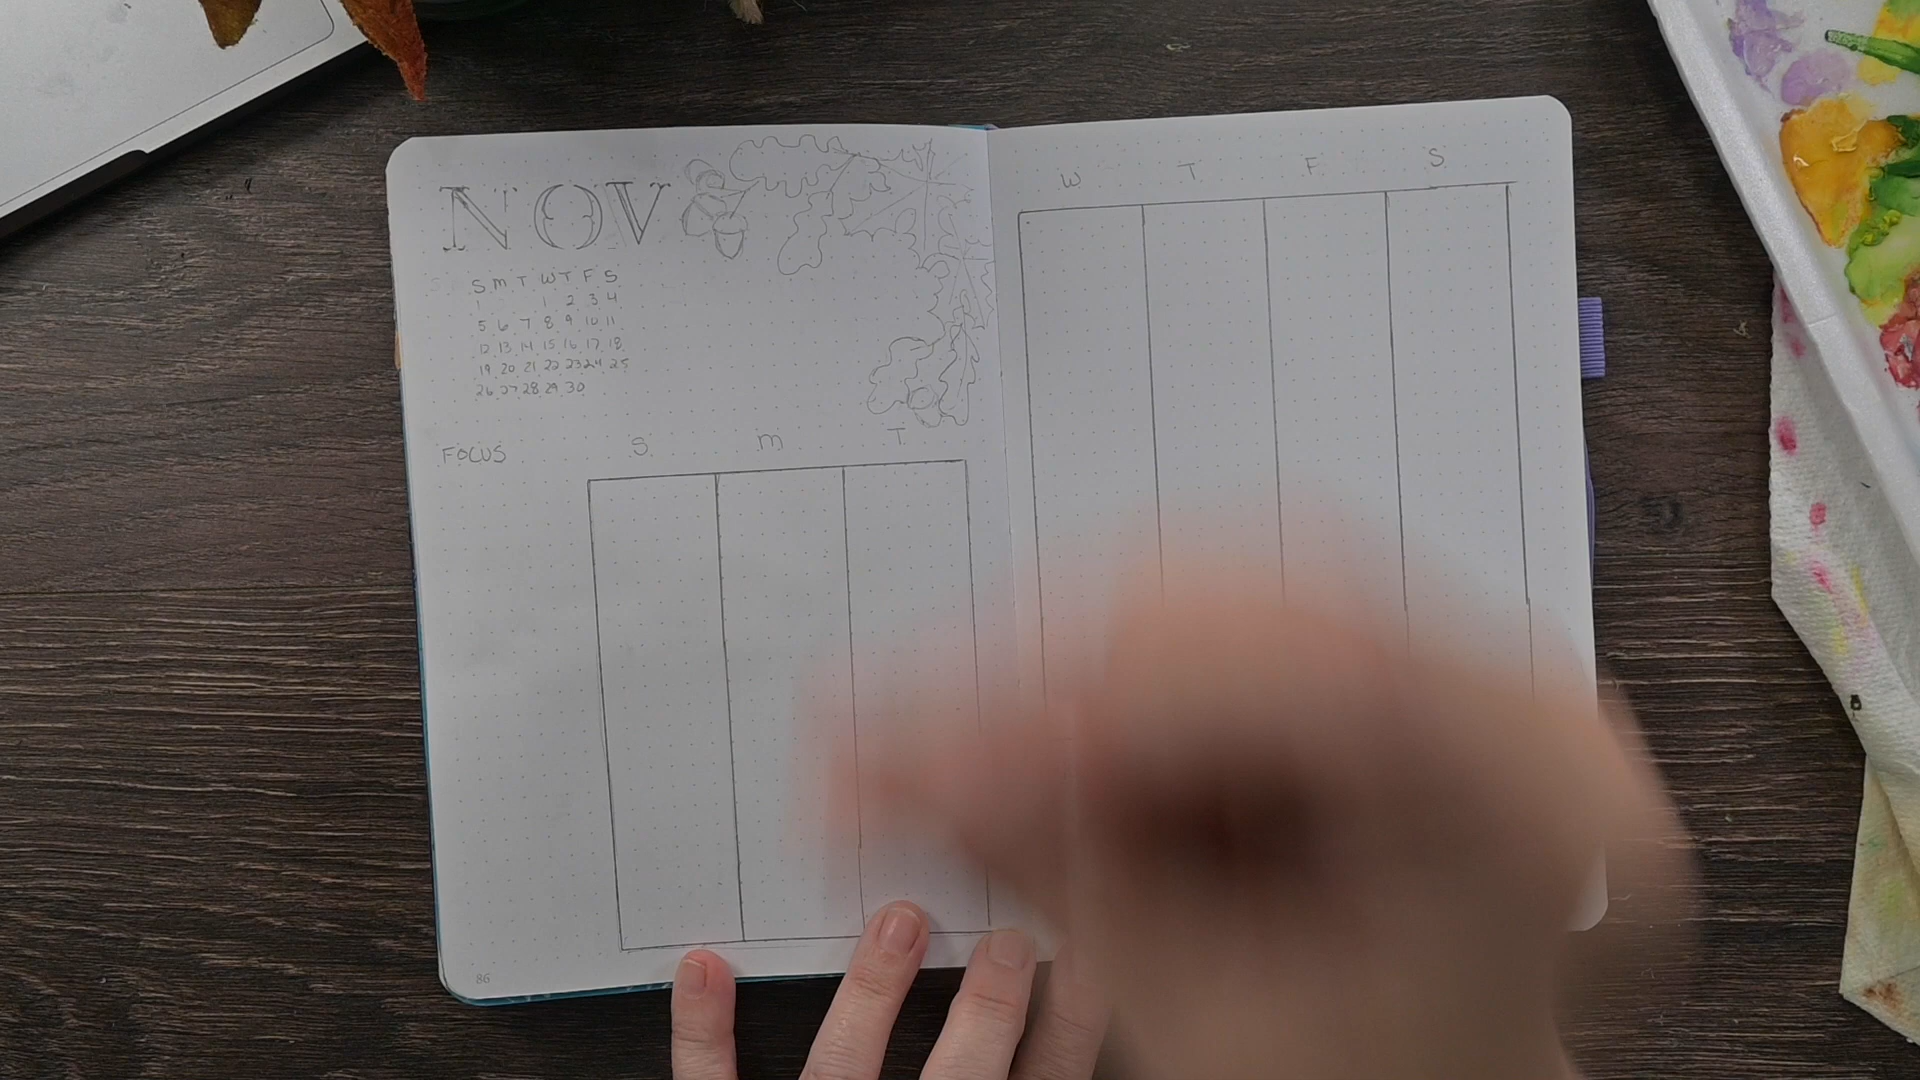 NOV
S M T W T F S
1 2 3 4
5 6 7 8 9 10 11
12 13 14 15 16 17 18
19 20 21 22 23 24 25
26 27 28 29 30
FOCUS
S M T
86
W T F S